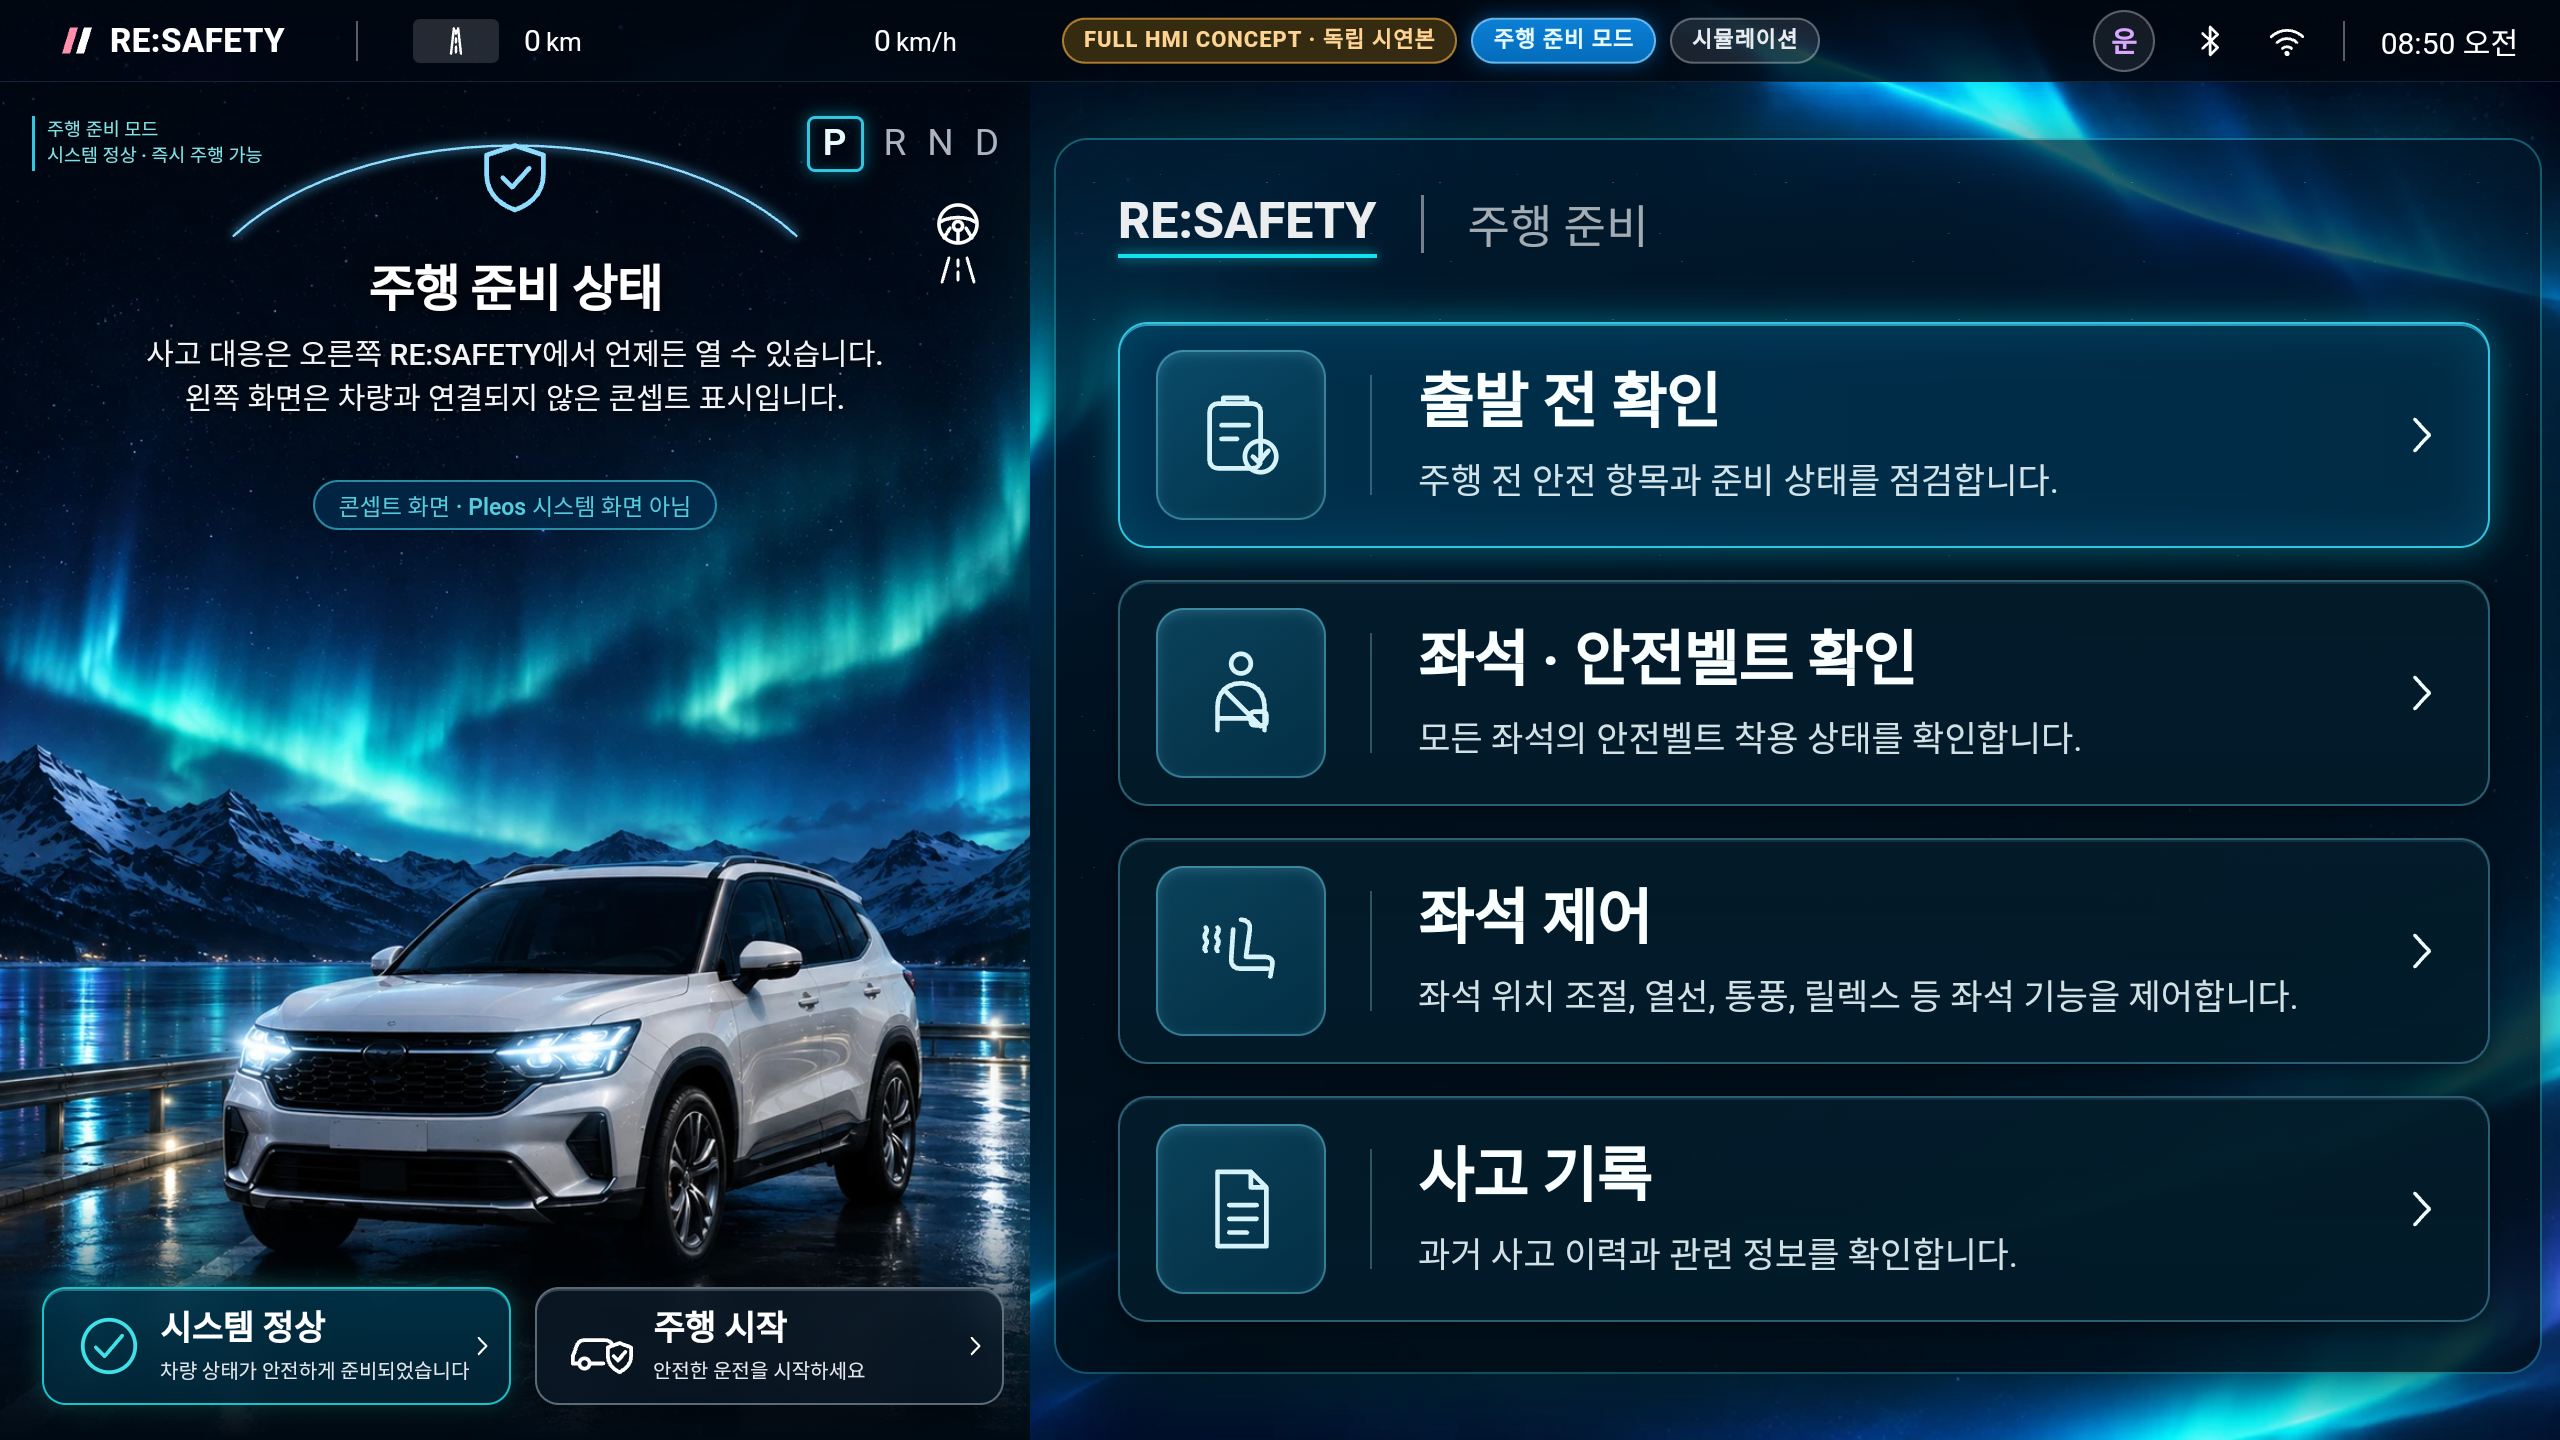 RE:SAFETY
0 km
0 km/h
FULL HMI CONCEPT · 독립 시연본
주행 준비 모드
시뮬레이션
운
08:50 오전
주행 준비 모드
시스템 정상 · 즉시 주행 가능
P R N D
주행 준비 상태
사고 대응은 오른쪽 RE:SAFETY에서 언제든 열 수 있습니다.
왼쪽 화면은 차량과 연결되지 않은 콘셉트 표시입니다.
콘셉트 화면 · Pleos 시스템 화면 아님
시스템 정상
차량 상태가 안전하게 준비되었습니다
주행 시작
안전한 운전을 시작하세요
RE:SAFETY
주행 준비
출발 전 확인
주행 전 안전 항목과 준비 상태를 점검합니다.
좌석 · 안전벨트 확인
모든 좌석의 안전벨트 착용 상태를 확인합니다.
좌석 제어
좌석 위치 조절, 열선, 통풍, 릴렉스 등 좌석 기능을 제어합니다.
사고 기록
과거 사고 이력과 관련 정보를 확인합니다.